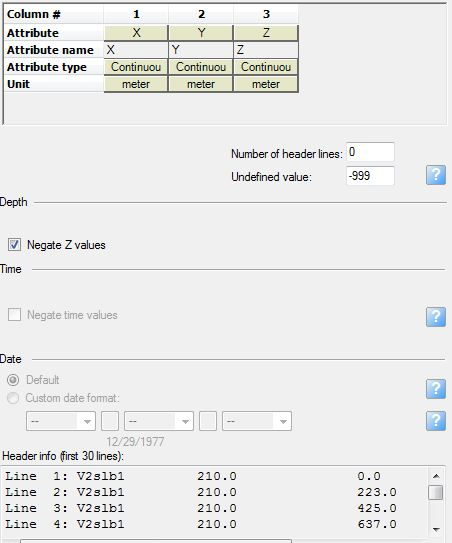 Column # 1 2 3
Attribute X Y Z
Attribute name X Y Z
Attribute type Continuou Continuou Continuou
Unit meter meter meter
Number of header lines: 0
Undefined value: -999 ?
Depth
Negate Z values
Time
Negate time values ?
Date
Default ?
Custom date format:
-- -- -- ?
12/29/1977
Header info (first 30 lines):
Line 1: V2slb1 210.0 0.0
Line 2: V2slb1 210.0 223.0
Line 3: V2slb1 210.0 425.0
Line 4: V2slb1 210.0 637.0